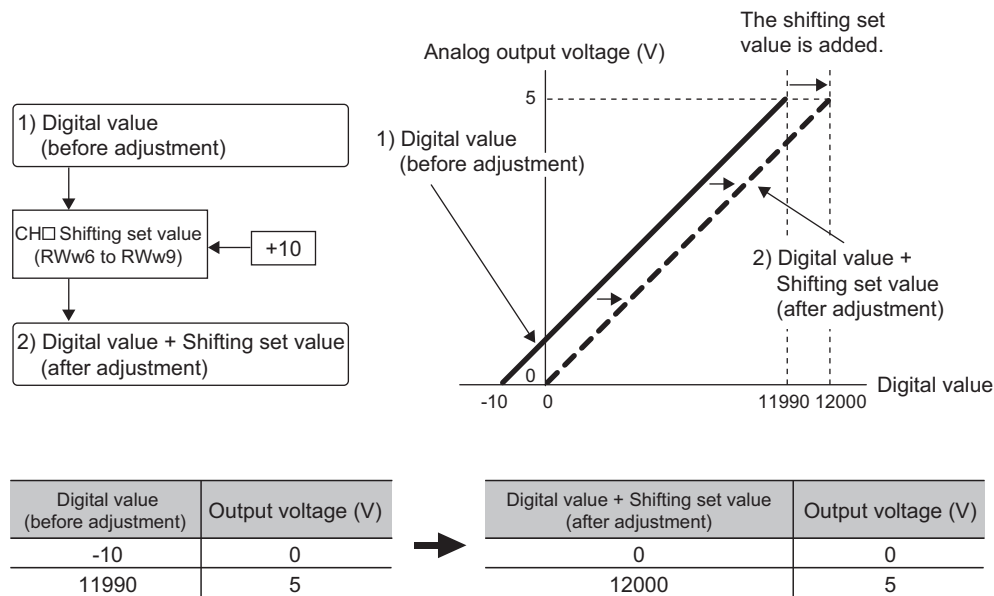 1) Digital value
(before adjustment)
CH□ Shifting set value
(RWw6 to RWw9)
+10
2) Digital value + Shifting set value
(after adjustment)
The shifting set
value is added.
Analog output voltage (V)
5
1) Digital value
(before adjustment)
2) Digital value +
Shifting set value
(after adjustment)
0
Digital value
-10
0
11990
12000
Digital value
(before adjustment)
Output voltage (V)
-10
0
11990
5
Digital value + Shifting set value
(after adjustment)
Output voltage (V)
0
0
12000
5